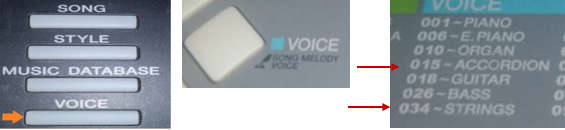 SONG
STYLE
MUSIC DATABASE
VOICE
VOICE
SONG MELODY
VOICE
VOICE
001~PIANO
006~E.PIANO
010~ORGAN
015~ACCORDION
018~GUITAR
026~BASS
034~STRINGS